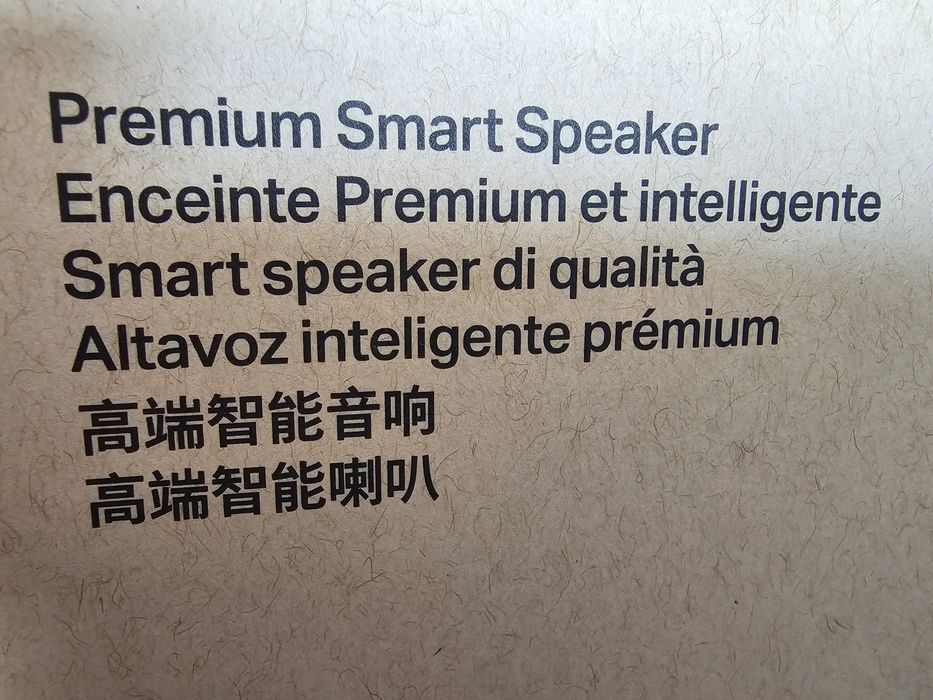 Premium Smart Speaker
Enceinte Premium et intelligente
Smart speaker di qualità
Altavoz inteligente prémium
高端智能音响
高端智能喇叭